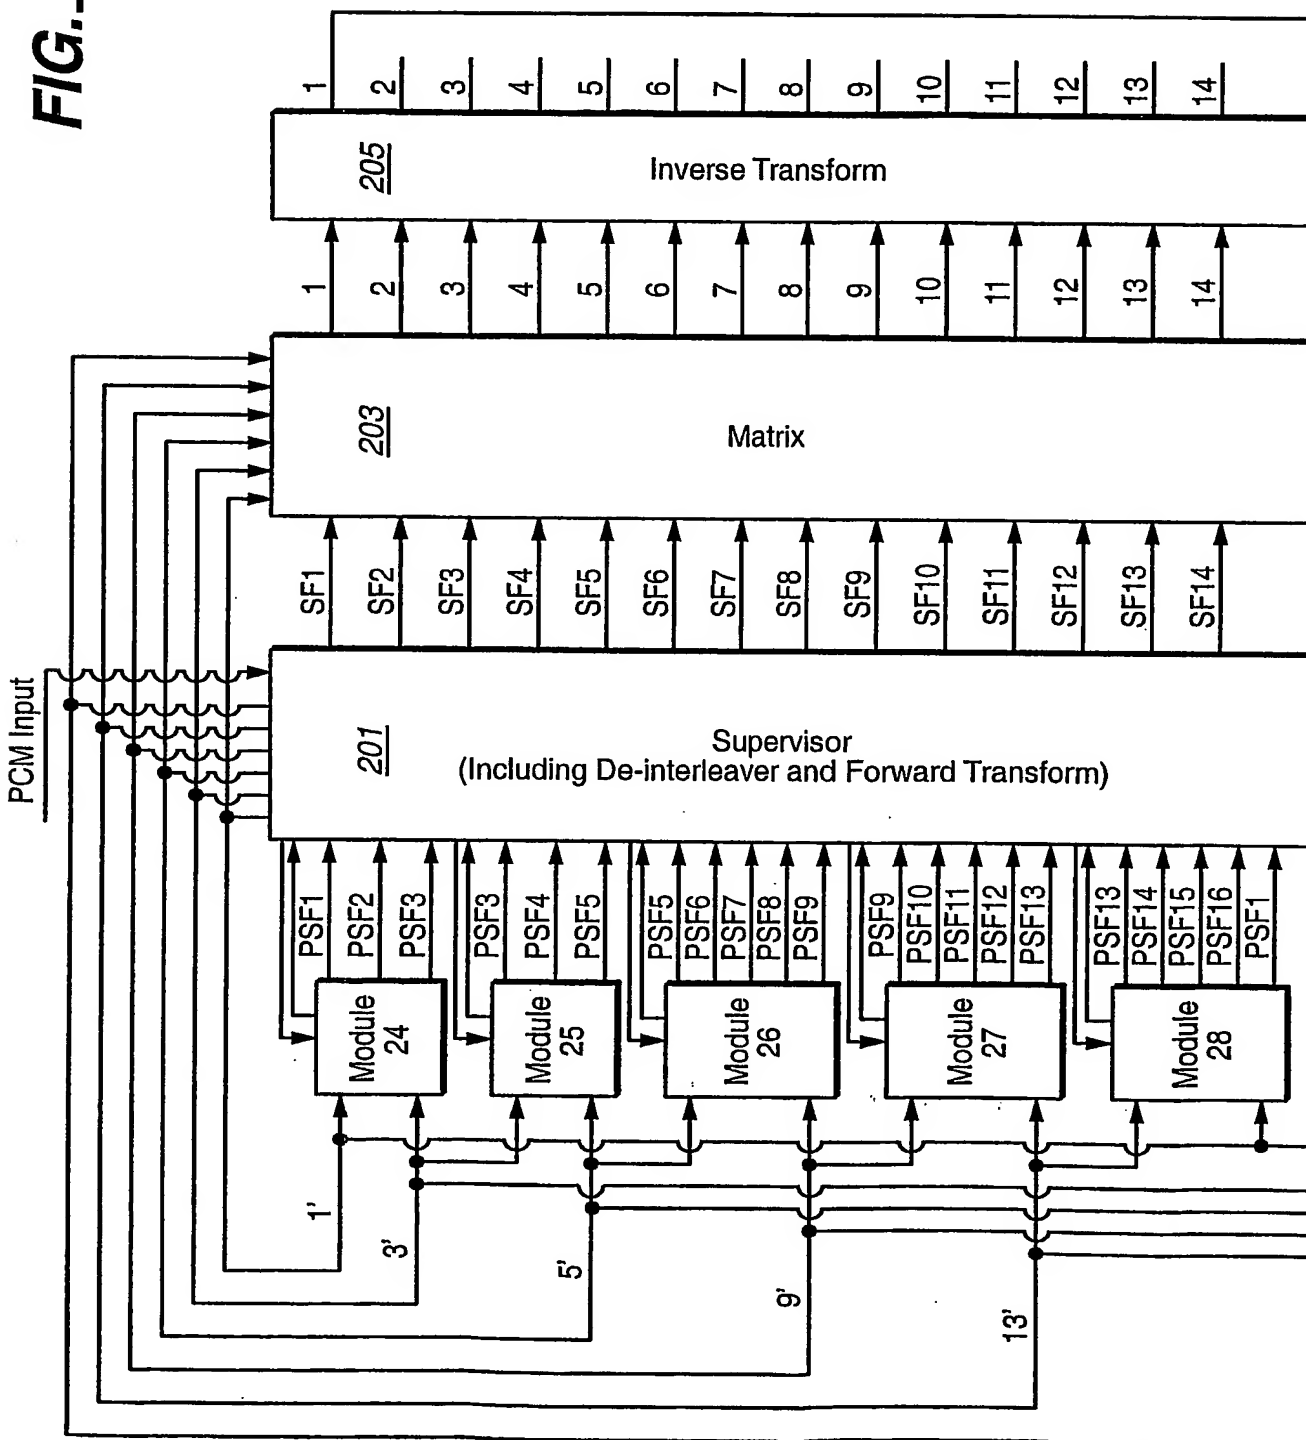 FIG.
1
2
3
4
5
6
7
8
9
10
11
12
13
14
205
Inverse Transform
1
2
3
4
5
6
7
8
9
10
11
12
13
14
203
Matrix
SF1
SF2
SF3
SF4
SF5
SF6
SF7
SF8
SF9
SF10
SF11
SF12
SF13
SF14
PCM Input
201
Supervisor
(Including De-interleaver and Forward Transform)
PSF1
PSF2
PSF3
PSF3
PSF4
PSF5
PSF5
PSF6
PSF7
PSF8
PSF9
PSF9
PSF10
PSF11
PSF12
PSF13
PSF13
PSF14
PSF15
PSF16
PSF1
Module
24
Module
25
Module
26
Module
27
Module
28
1'
3'
5'
9'
13'